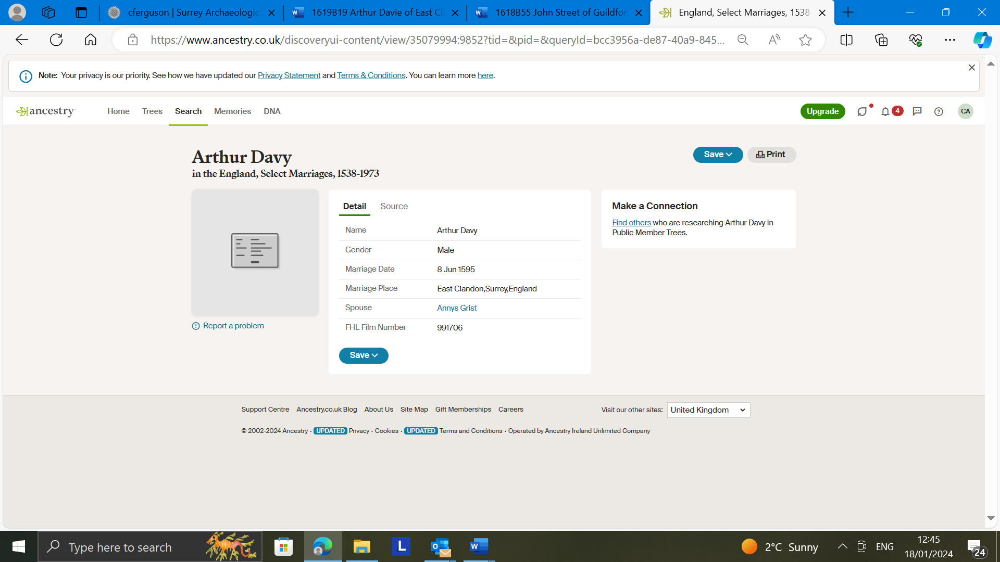 cferguson | Surrey Archaeologic
1619B19 Arthur Davie of East Cl
1618B55 John Street of Guildfor
England, Select Marriages, 1538-
https://www.ancestry.co.uk/discoveryui-content/view/35079994:9852?tid=&pid=&queryId=bcc3956a-de87-40a9-845...
Note: Your privacy is our priority. See how we have updated our Privacy Statement and Terms & Conditions. You can learn more here.
ancestry
Home
Trees
Search
Memories
DNA
Upgrade
4
CA
Arthur Davy
in the England, Select Marriages, 1538-1973
Save
Print
Detail
Source
Name Arthur Davy
Gender Male
Marriage Date 8 Jun 1595
Marriage Place East Clandon,Surrey,England
Spouse Annys Grist
FHL Film Number 991706
Save
Report a problem
Make a Connection
Find others who are researching Arthur Davy in
Public Member Trees.
Support Centre Ancestry.co.uk Blog About Us Site Map Gift Memberships Careers
Visit our other sites: United Kingdom
© 2002-2024 Ancestry · UPDATED Privacy · Cookies · UPDATED Terms and Conditions · Operated by Ancestry Ireland Unlimited Company
Type here to search
L
2°C Sunny
ENG
12:45
18/01/2024
24